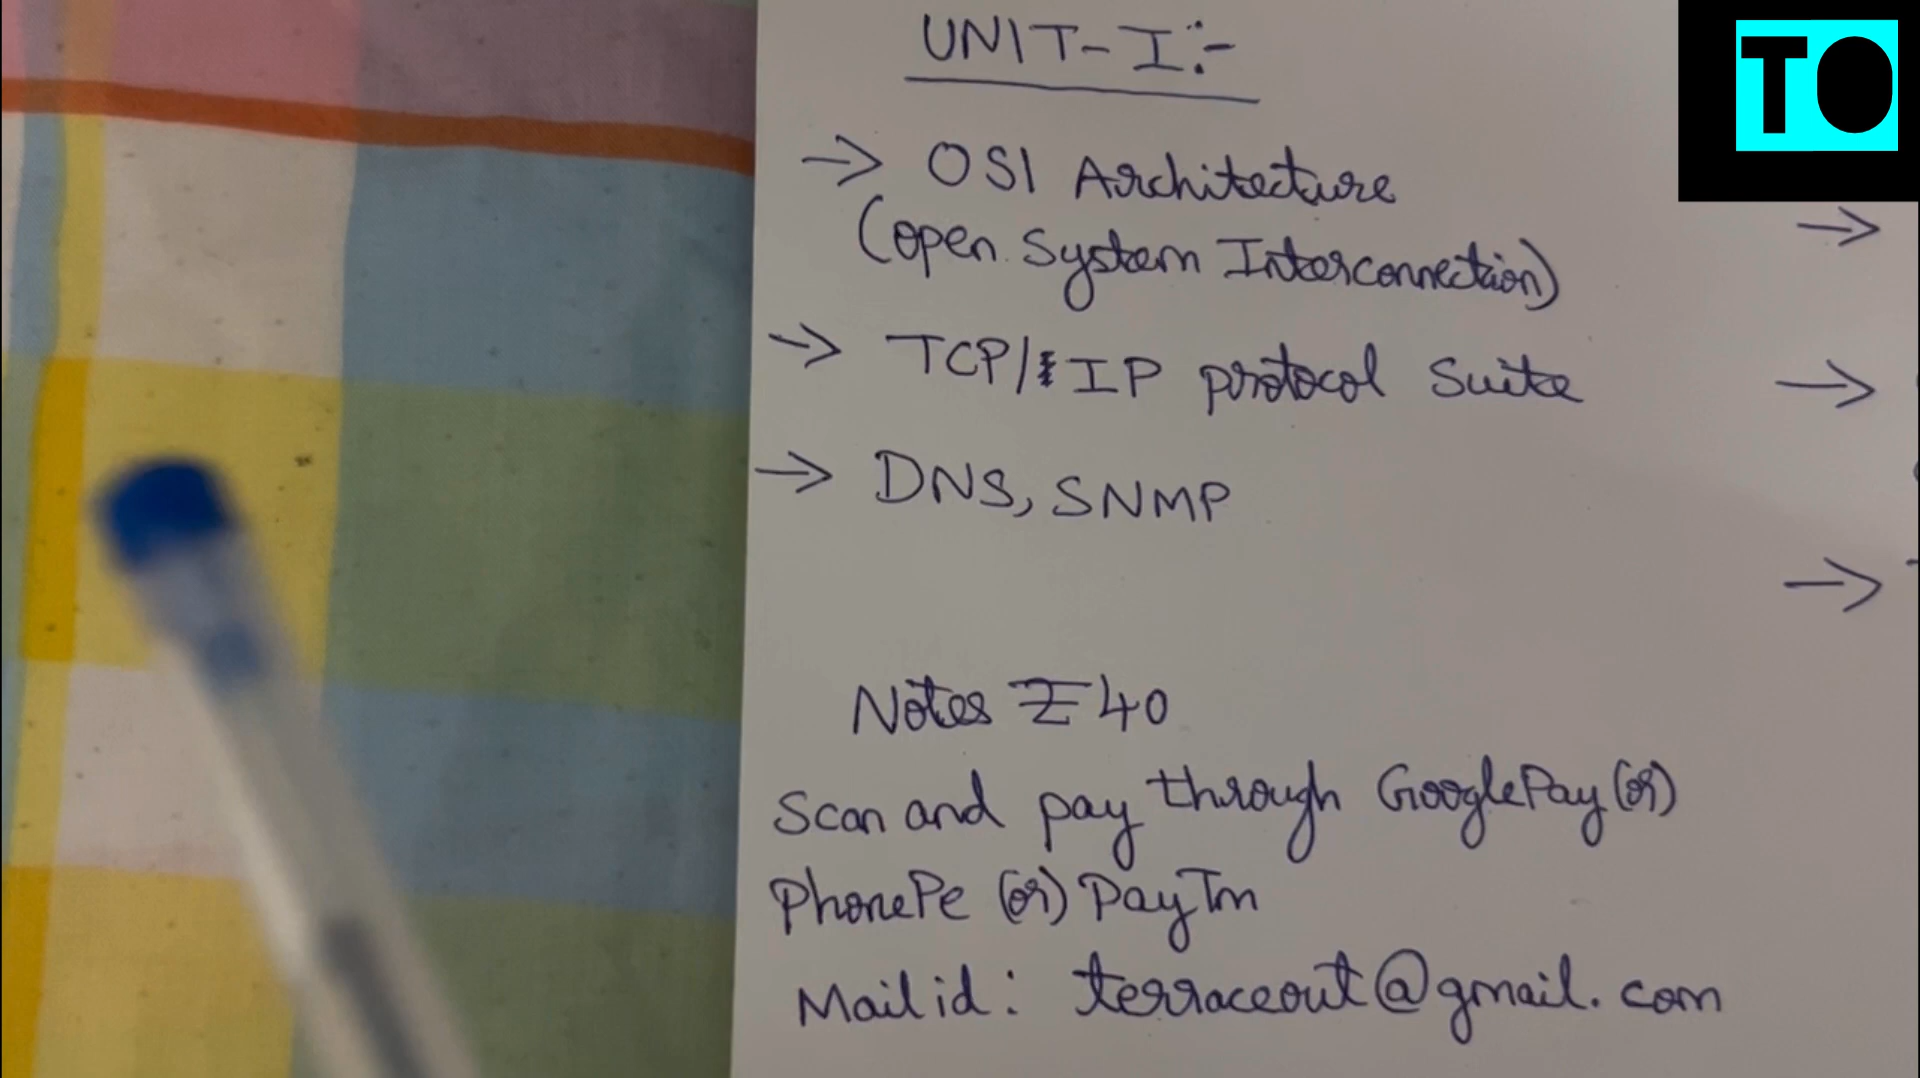 UNIT-I:-
TO
→ OSI Architecture
(open System Interconnection)
→ TCP/IP protocol Suite
→ DNS, SNMP
Notes ₹40
Scan and pay through GooglePay (or)
PhonePe (or) PayTm
Mail id: terraceout@gmail.com